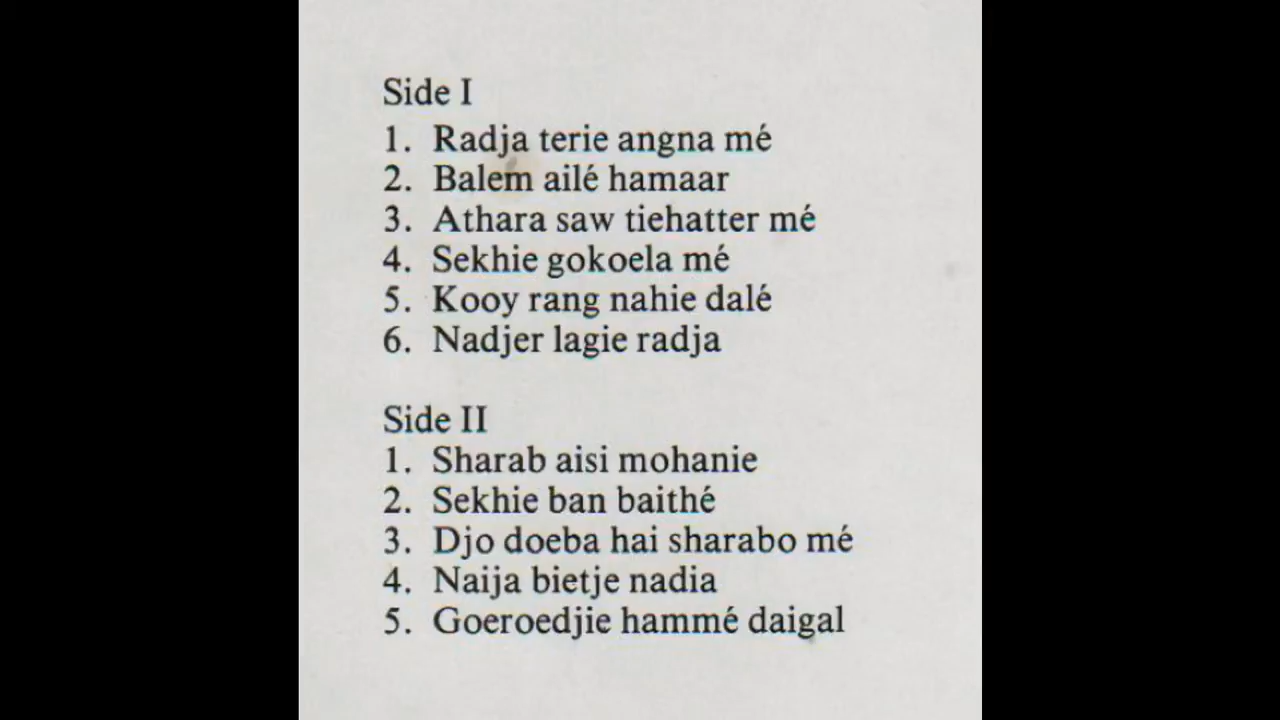 Side I
1. Radja terie angna mé
2. Balem ailé hamaar
3. Athara saw tiehatter mé
4. Sekhie gokoela mé
5. Kooy rang nahie dalé
6. Nadjer lagie radja
Side II
1. Sharab aisi mohanie
2. Sekhie ban baithé
3. Djo doeba hai sharabo mé
4. Naija bietje nadia
5. Goeroedjie hammé daigal